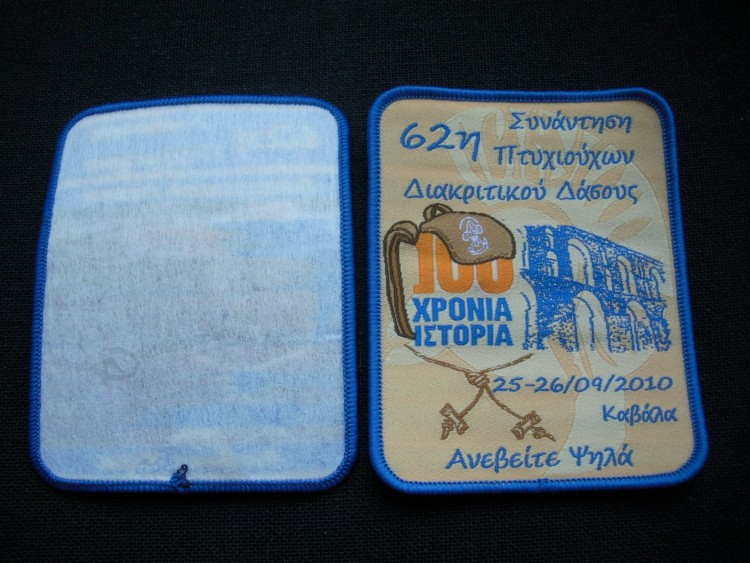 62η Συνάντηση
Πτυχιούχων
Διακριτικού Δάσους
100
ΧΡΟΝΙΑ
ΙΣΤΟΡΙΑ
25-26/09/2010
Καβάλα
Ανεβείτε Ψηλά